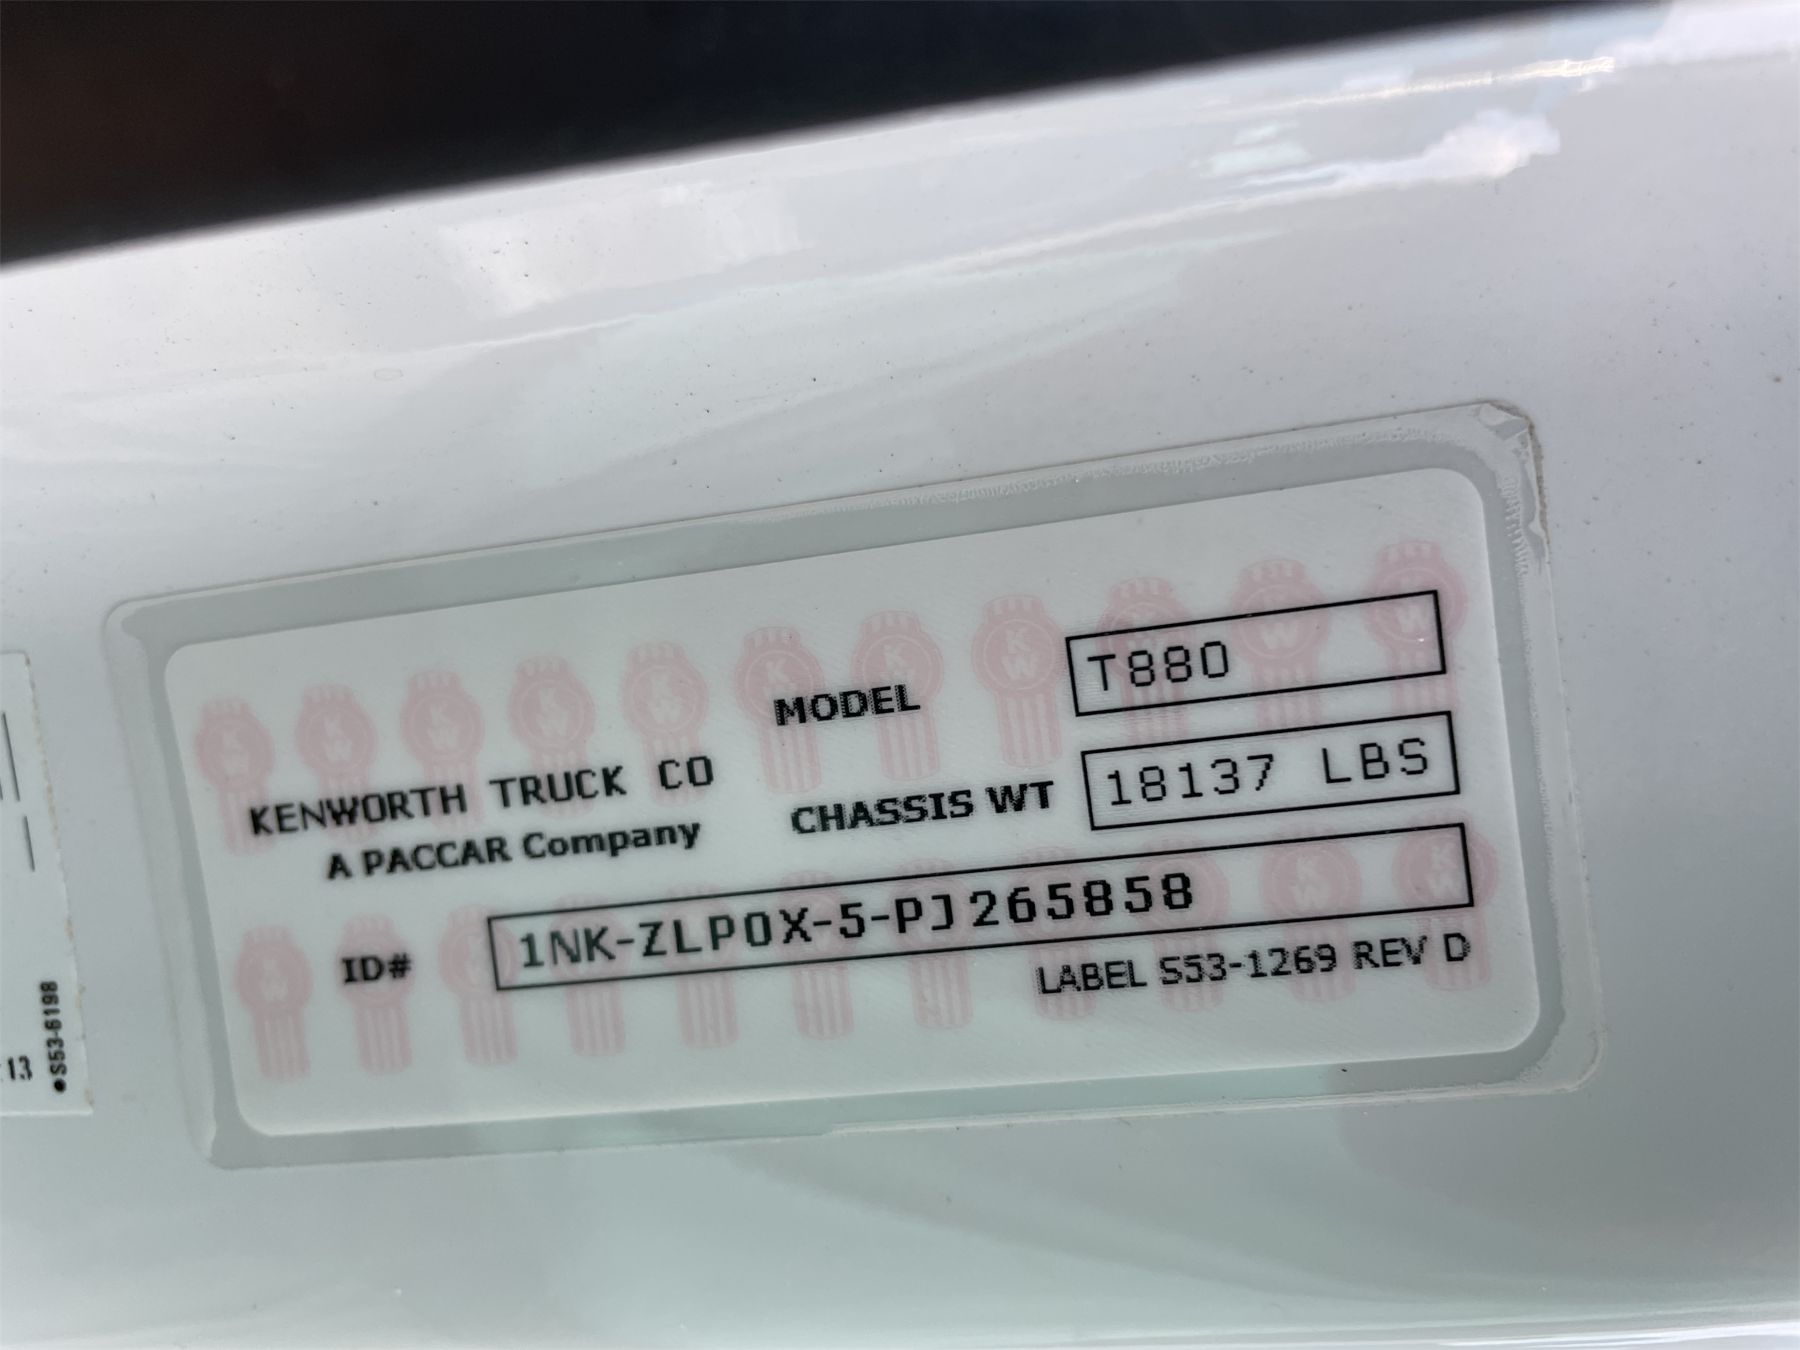 MODEL T880
KENWORTH TRUCK CO
A PACCAR Company
CHASSIS WT 18137 LBS
ID# 1NK-ZLP0X-5-PJ265858
LABEL S53-1269 REV D
13
•S53-6198